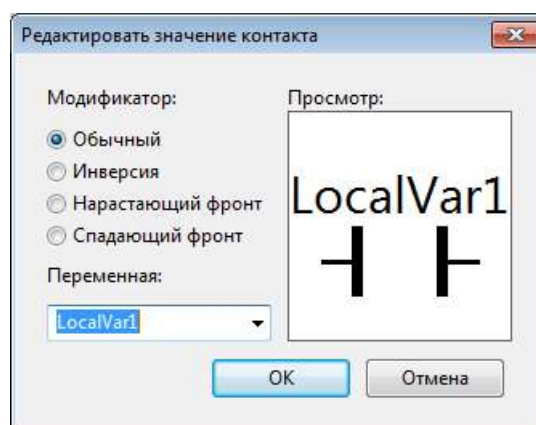 Редактировать значение контакта
Модификатор:
Обычный
Инверсия
Нарастающий фронт
Спадающий фронт
Переменная:
LocalVar1
Просмотр:
LocalVar1
OK
Отмена